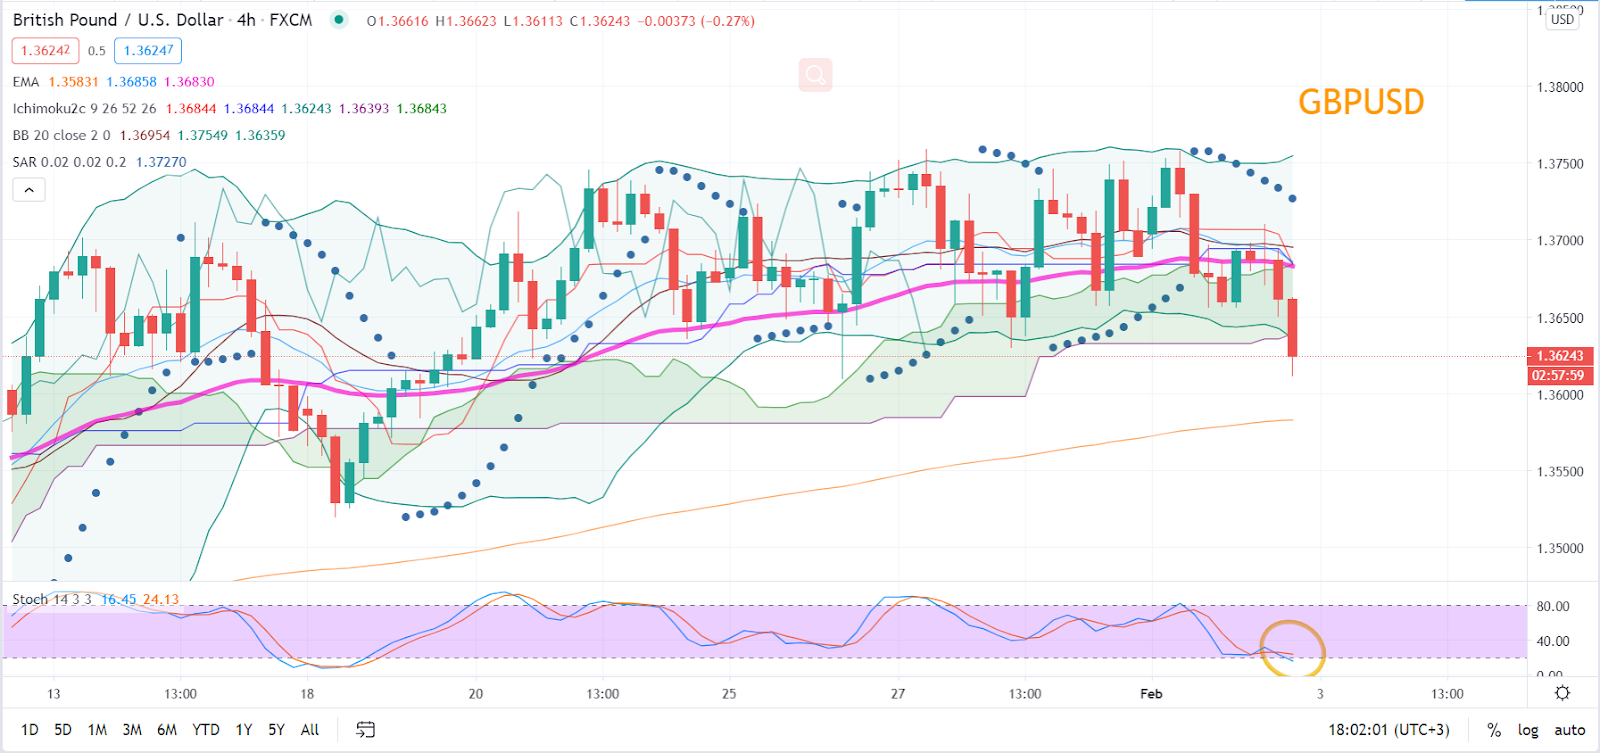 British Pound / U.S. Dollar · 4h · FXCM O1.36616 H1.36623 L1.36113 C1.36243 −0.00373 (−0.27%)
1.36242 0.5 1.36247
EMA 1.35831 1.36858 1.36830
Ichimoku2c 9 26 52 26 1.36844 1.36844 1.36243 1.36393 1.36843
BB 20 close 2 0 1.36954 1.37549 1.36359
SAR 0.02 0.02 0.2 1.37270
GBPUSD
1.38500
USD
1.38000
1.37500
1.37000
1.36500
1.36243
02:57:59
1.36000
1.35500
1.35000
Stoch 14 3 3 16.45 24.13
80.00
40.00
0.00
13 13:00 18 20 13:00 25 27 13:00 Feb 3 13:00
1D 5D 1M 3M 6M YTD 1Y 5Y All 18:02:01 (UTC+3) % log auto